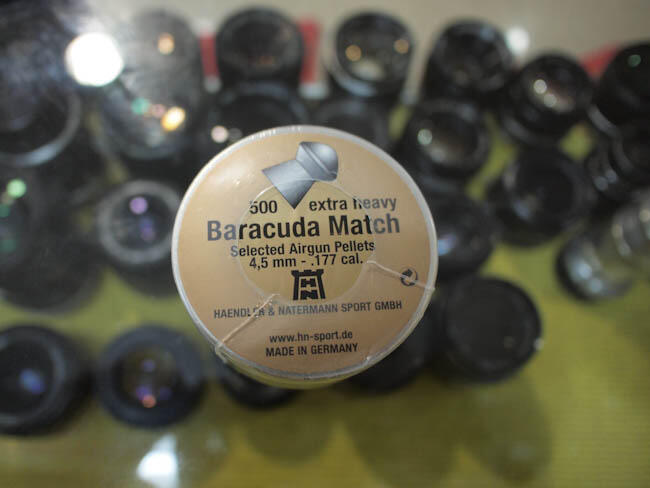 500 extra heavy
Baracuda Match
Selected Airgun Pellets
4,5 mm - .177 cal.
HAENDLER & NATERMANN SPORT GMBH
www.hn-sport.de
MADE IN GERMANY